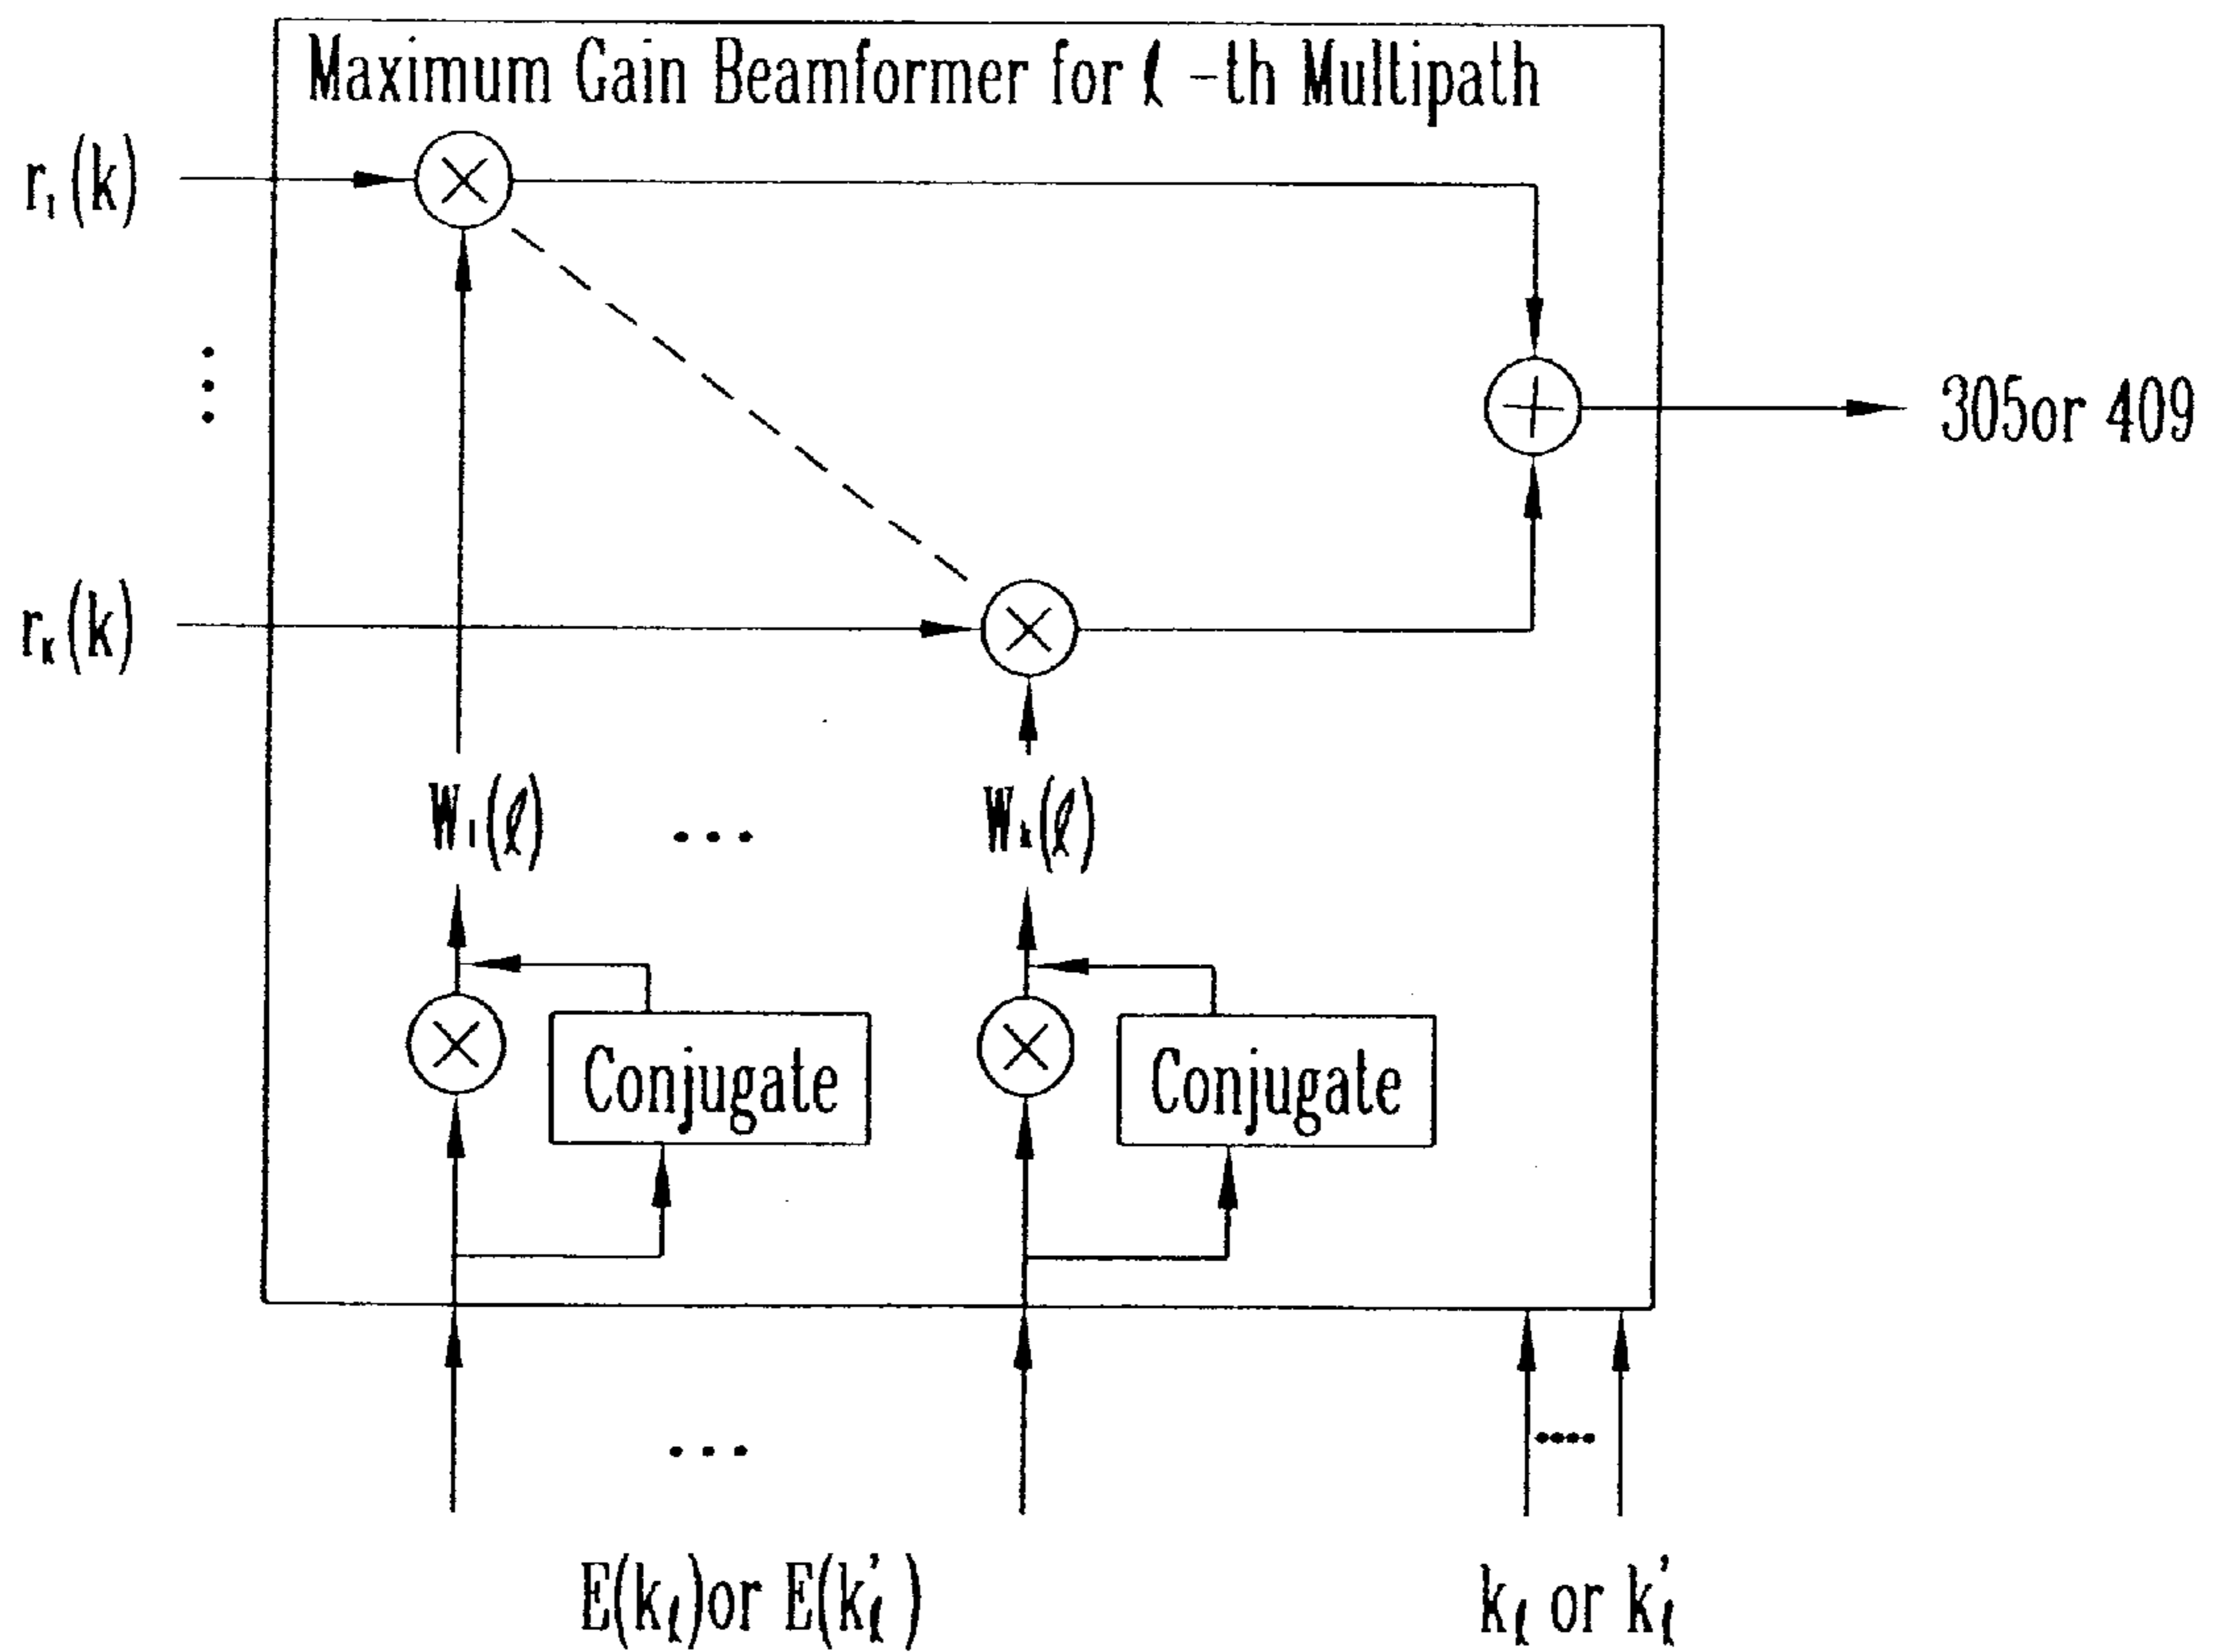 Maximum Gain Beamformer for ℓ -th Multipath
r₁(k)
305or 409
rₖ(k)
W₁(ℓ) ... Wₖ(ℓ)
Conjugate
Conjugate
E(kℓ)or E(k'ℓ)
kℓ or k'ℓ